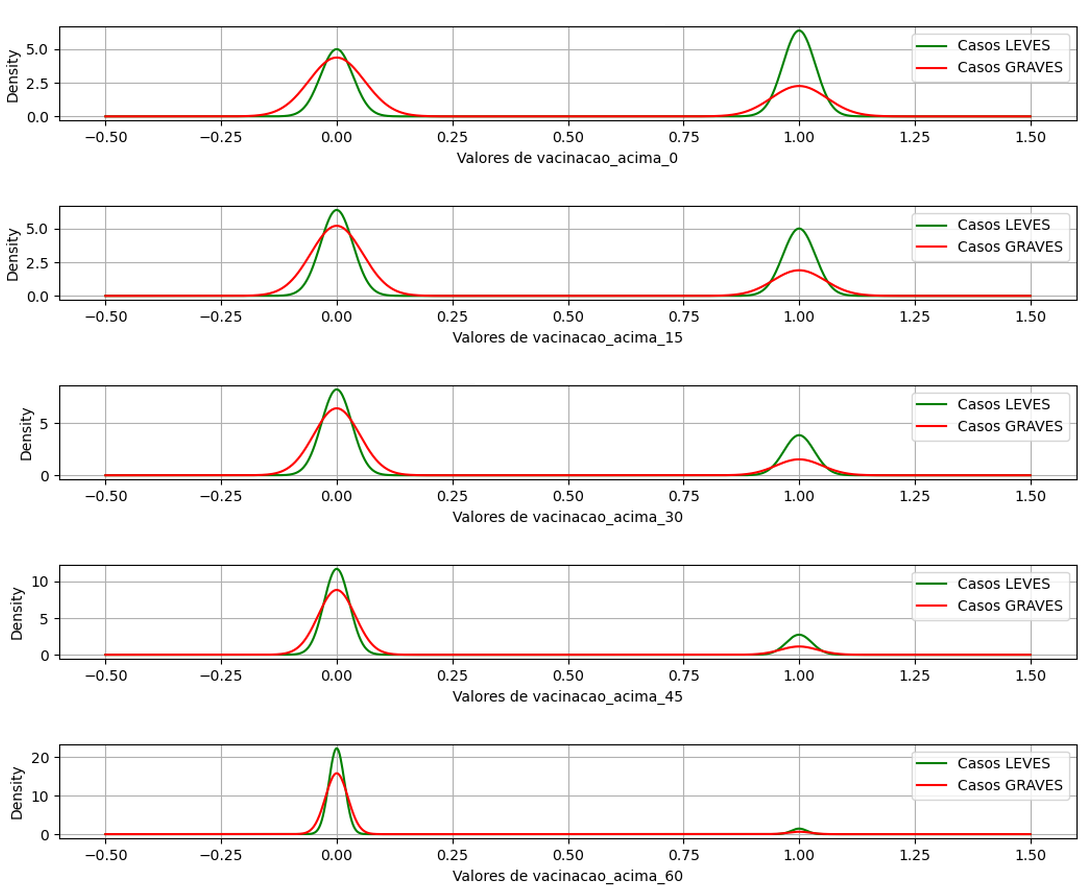 Density
5.0
2.5
0.0
Casos LEVES
Casos GRAVES
−0.50 −0.25 0.00 0.25 0.50 0.75 1.00 1.25 1.50
Valores de vacinacao_acima_0
Density
5.0
2.5
0.0
Casos LEVES
Casos GRAVES
−0.50 −0.25 0.00 0.25 0.50 0.75 1.00 1.25 1.50
Valores de vacinacao_acima_15
Density
5
0
Casos LEVES
Casos GRAVES
−0.50 −0.25 0.00 0.25 0.50 0.75 1.00 1.25 1.50
Valores de vacinacao_acima_30
Density
10
5
0
Casos LEVES
Casos GRAVES
−0.50 −0.25 0.00 0.25 0.50 0.75 1.00 1.25 1.50
Valores de vacinacao_acima_45
Density
20
10
0
Casos LEVES
Casos GRAVES
−0.50 −0.25 0.00 0.25 0.50 0.75 1.00 1.25 1.50
Valores de vacinacao_acima_60